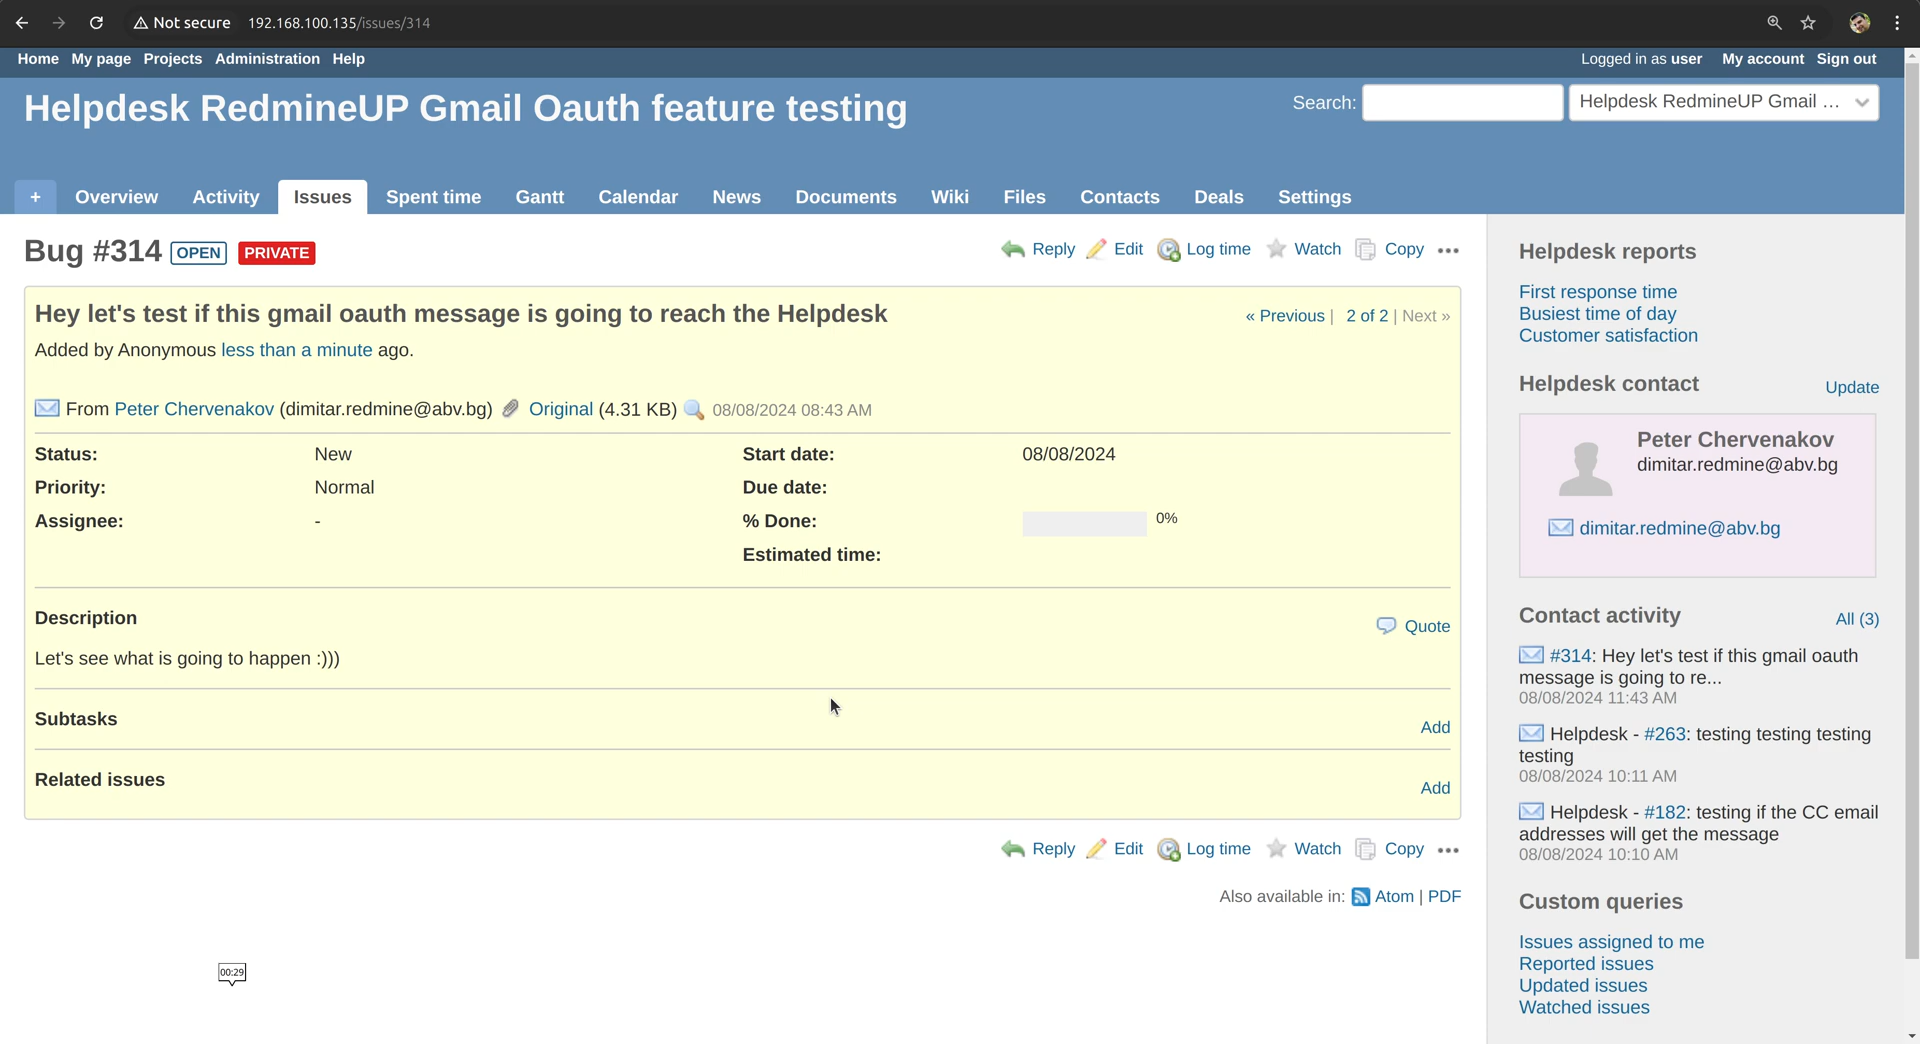 Not secure 192.168.100.135/issues/314
Home My page Projects Administration Help Logged in as user My account Sign out
Helpdesk RedmineUP Gmail Oauth feature testing Search: Helpdesk RedmineUP Gmail ...
+ Overview Activity Issues Spent time Gantt Calendar News Documents Wiki Files Contacts Deals Settings
Bug #314 OPEN PRIVATE Reply Edit Log time Watch Copy •••
Hey let's test if this gmail oauth message is going to reach the Helpdesk « Previous | 2 of 2 | Next »
Added by Anonymous less than a minute ago.
From Peter Chervenakov (dimitar.redmine@abv.bg) Original (4.31 KB) 08/08/2024 08:43 AM
Status: New Start date: 08/08/2024
Priority: Normal Due date:
Assignee: - % Done: 0%
Estimated time:
Description Quote
Let's see what is going to happen :)))
Subtasks Add
Related issues Add
Reply Edit Log time Watch Copy •••
Also available in: Atom | PDF
00:29
Helpdesk reports
First response time
Busiest time of day
Customer satisfaction
Helpdesk contact Update
Peter Chervenakov
dimitar.redmine@abv.bg
dimitar.redmine@abv.bg
Contact activity All (3)
#314: Hey let's test if this gmail oauth
message is going to re...
08/08/2024 11:43 AM
Helpdesk - #263: testing testing testing
testing
08/08/2024 10:11 AM
Helpdesk - #182: testing if the CC email
addresses will get the message
08/08/2024 10:10 AM
Custom queries
Issues assigned to me
Reported issues
Updated issues
Watched issues